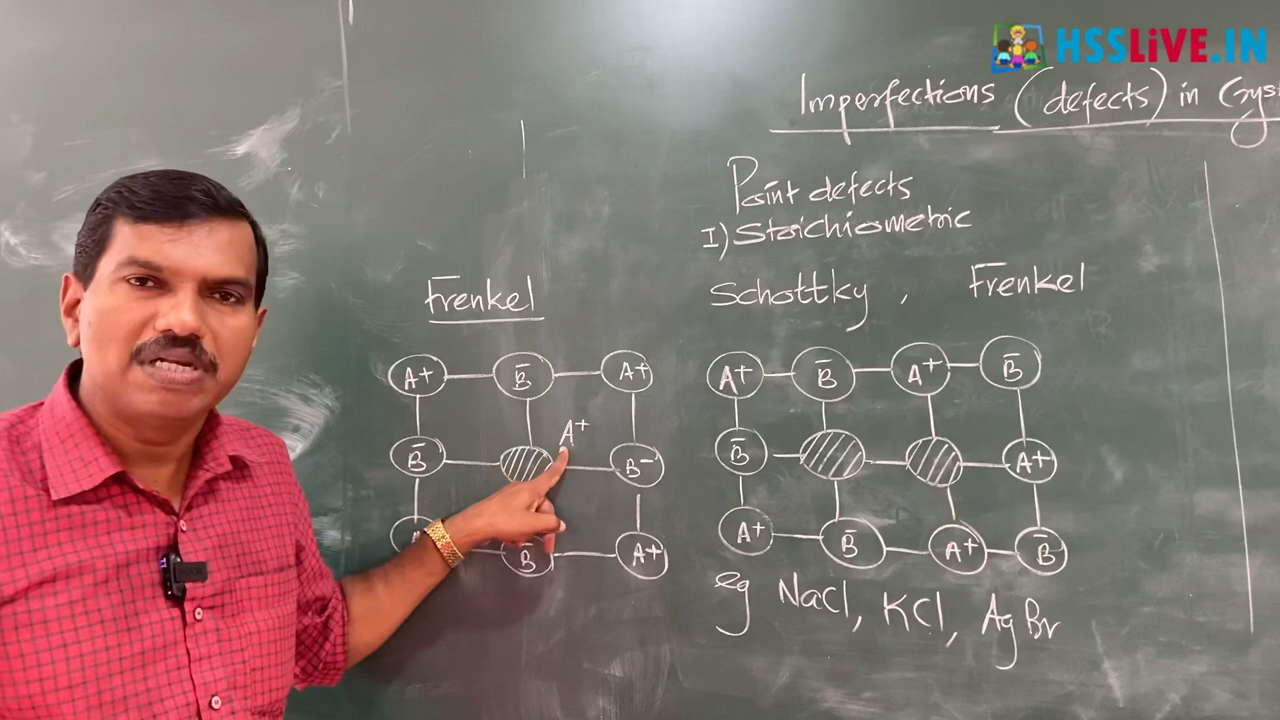 HSSLiVE.IN
Imperfections (defects) in Crys
Point defects
I) Stoichiometric
Schottky , Frenkel
Frenkel
A+ B̄ A+
A+
B̄ B-
B̄ A+
A+ B̄ A+ B̄
B̄ A+
A+ B̄ A+ B̄
eg NaCl, KCl, AgBr